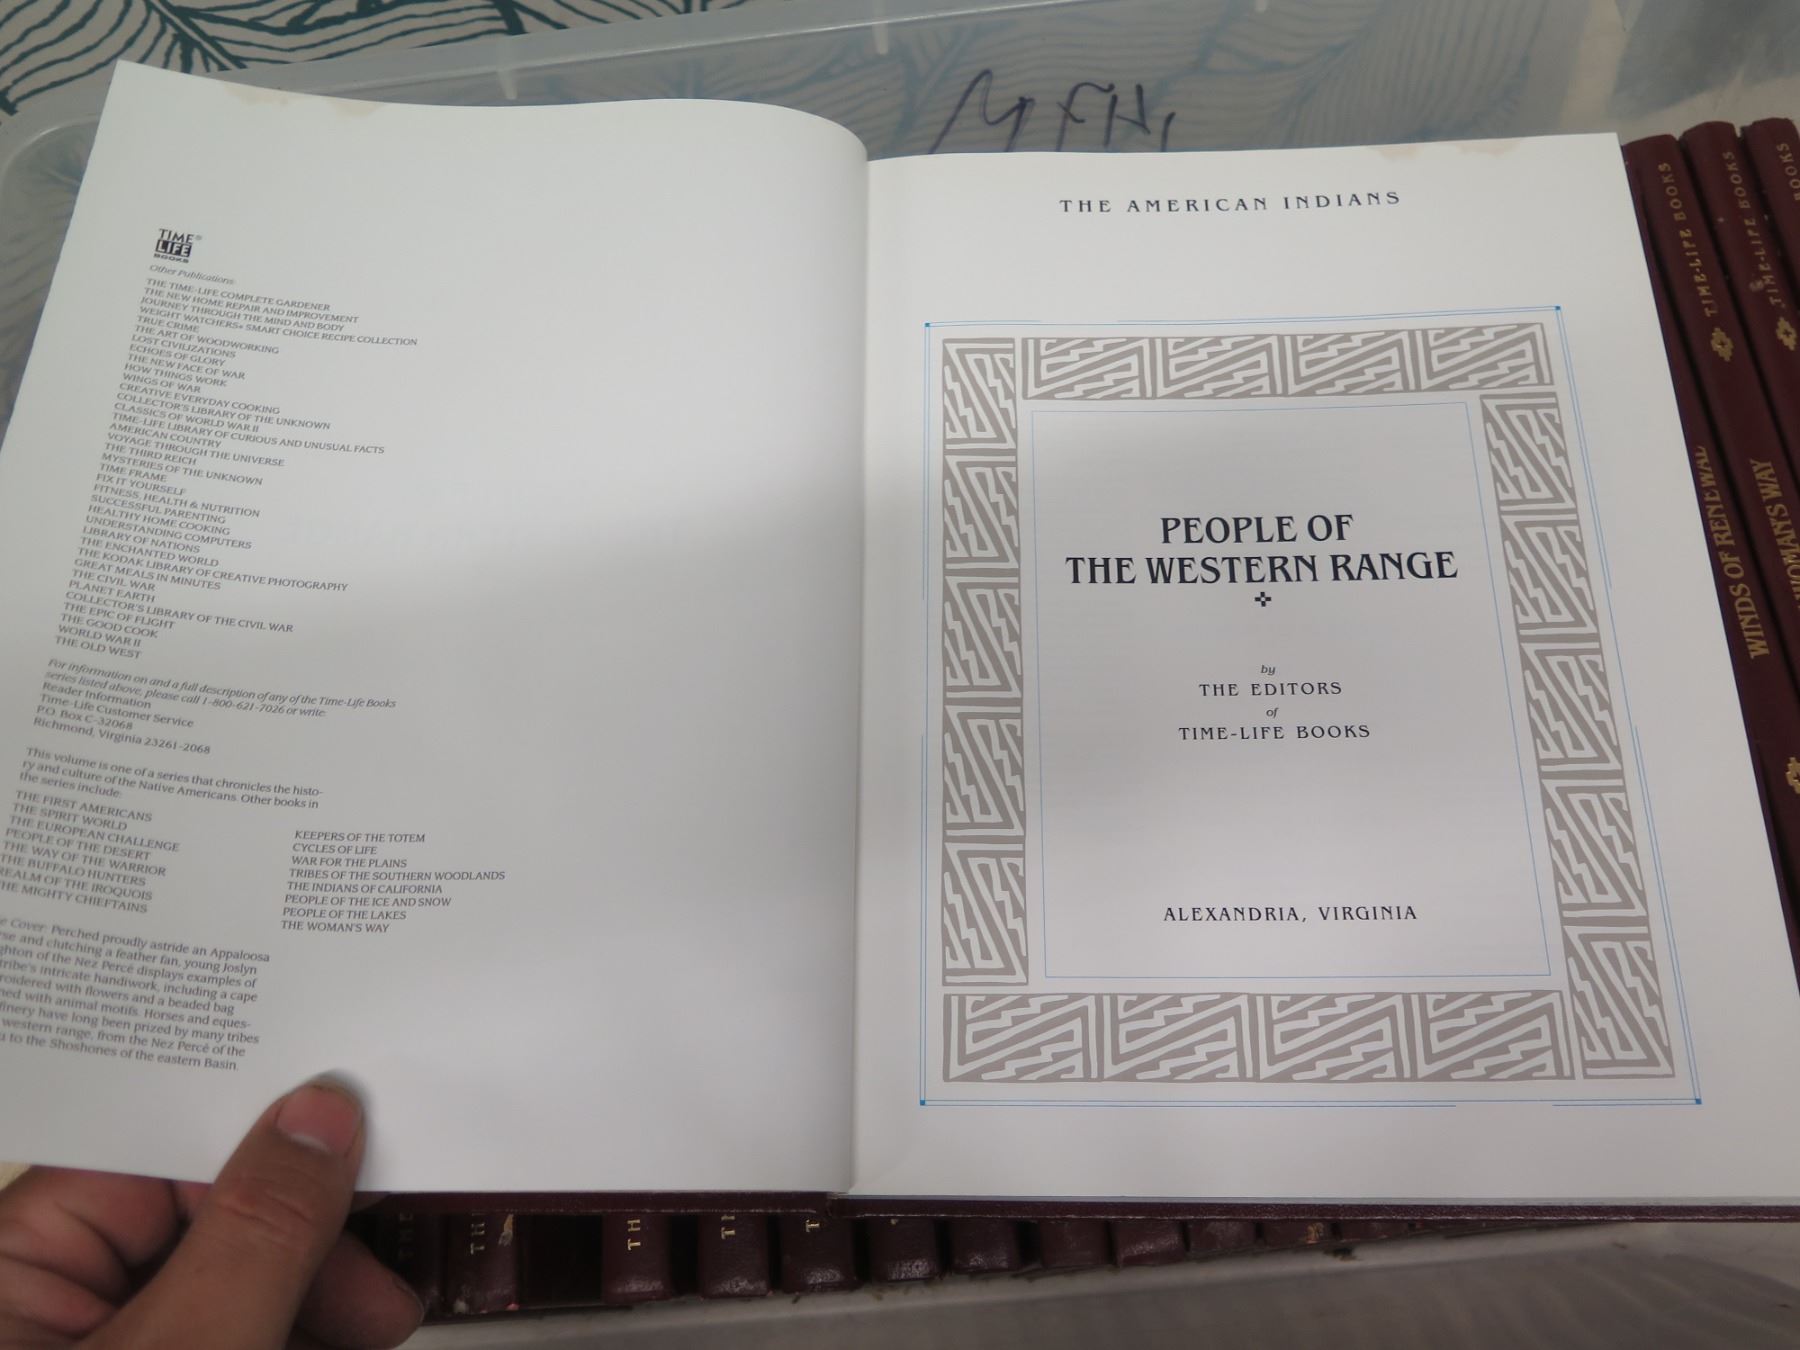 MFH,
TIME®
LIFE
BOOKS
Other Publications:
THE TIME-LIFE COMPLETE GARDENER
THE NEW HOME REPAIR AND IMPROVEMENT
JOURNEY THROUGH THE MIND AND BODY
WEIGHT WATCHERS® SMART CHOICE RECIPE COLLECTION
TRUE CRIME
THE ART OF WOODWORKING
LOST CIVILIZATIONS
ECHOES OF GLORY
THE NEW FACE OF WAR
HOW THINGS WORK
WINGS OF WAR
CREATIVE EVERYDAY COOKING
COLLECTOR'S LIBRARY OF THE UNKNOWN
CLASSICS OF WORLD WAR II
TIME-LIFE LIBRARY OF CURIOUS AND UNUSUAL FACTS
AMERICAN COUNTRY
VOYAGE THROUGH THE UNIVERSE
THE THIRD REICH
MYSTERIES OF THE UNKNOWN
TIME FRAME
FIX IT YOURSELF
FITNESS, HEALTH & NUTRITION
SUCCESSFUL PARENTING
HEALTHY HOME COOKING
UNDERSTANDING COMPUTERS
LIBRARY OF NATIONS
THE ENCHANTED WORLD
THE KODAK LIBRARY OF CREATIVE PHOTOGRAPHY
GREAT MEALS IN MINUTES
THE CIVIL WAR
PLANET EARTH
COLLECTOR'S LIBRARY OF THE CIVIL WAR
THE EPIC OF FLIGHT
THE GOOD COOK
WORLD WAR II
THE OLD WEST
For information on and a full description of any of the Time-Life Books
series listed above, please call 1-800-621-7026 or write:
Reader Information
Time-Life Customer Service
P.O. Box C-32068
Richmond, Virginia 23261-2068
This volume is one of a series that chronicles the histo-
ry and culture of the Native Americans. Other books in
the series include:
THE FIRST AMERICANS
THE SPIRIT WORLD
THE EUROPEAN CHALLENGE
PEOPLE OF THE DESERT
THE WAY OF THE WARRIOR
THE BUFFALO HUNTERS
REALM OF THE IROQUOIS
THE MIGHTY CHIEFTAINS
KEEPERS OF THE TOTEM
CYCLES OF LIFE
WAR FOR THE PLAINS
TRIBES OF THE SOUTHERN WOODLANDS
THE INDIANS OF CALIFORNIA
PEOPLE OF THE ICE AND SNOW
PEOPLE OF THE LAKES
THE WOMAN'S WAY
e Cover: Perched proudly astride an Appaloosa
se and clutching a feather fan, young Joslyn
ghton of the Nez Percé displays examples of
tribe's intricate handiwork, including a cape
roidered with flowers and a beaded bag
ned with animal motifs. Horses and eques-
finery have long been prized by many tribes
western range, from the Nez Percé of the
u to the Shoshones of the eastern Basin.
THE AMERICAN INDIANS
PEOPLE OF
THE WESTERN RANGE
by
THE EDITORS
of
TIME-LIFE BOOKS
ALEXANDRIA, VIRGINIA
TIME-LIFE BOOKS
WINDS OF RENEWAL
TIME-LIFE BOOKS
WOMAN'S WAY
TIME-LIFE BOOKS
THE
TH
TH
TH
T